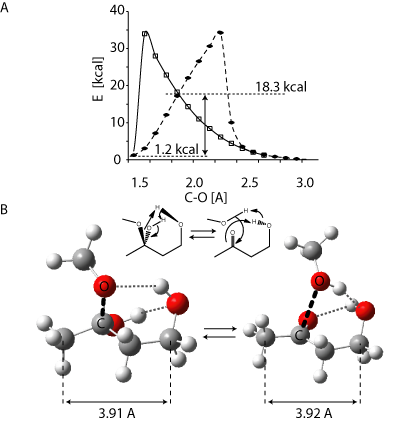 A
E [kcal]
40
30
20
10
0
18.3 kcal
1.2 kcal
1.5 2.0 2.5 3.0
C-O [A]
B
O H O H H O
O H H O O
O O
C C
3.91 A 3.92 A